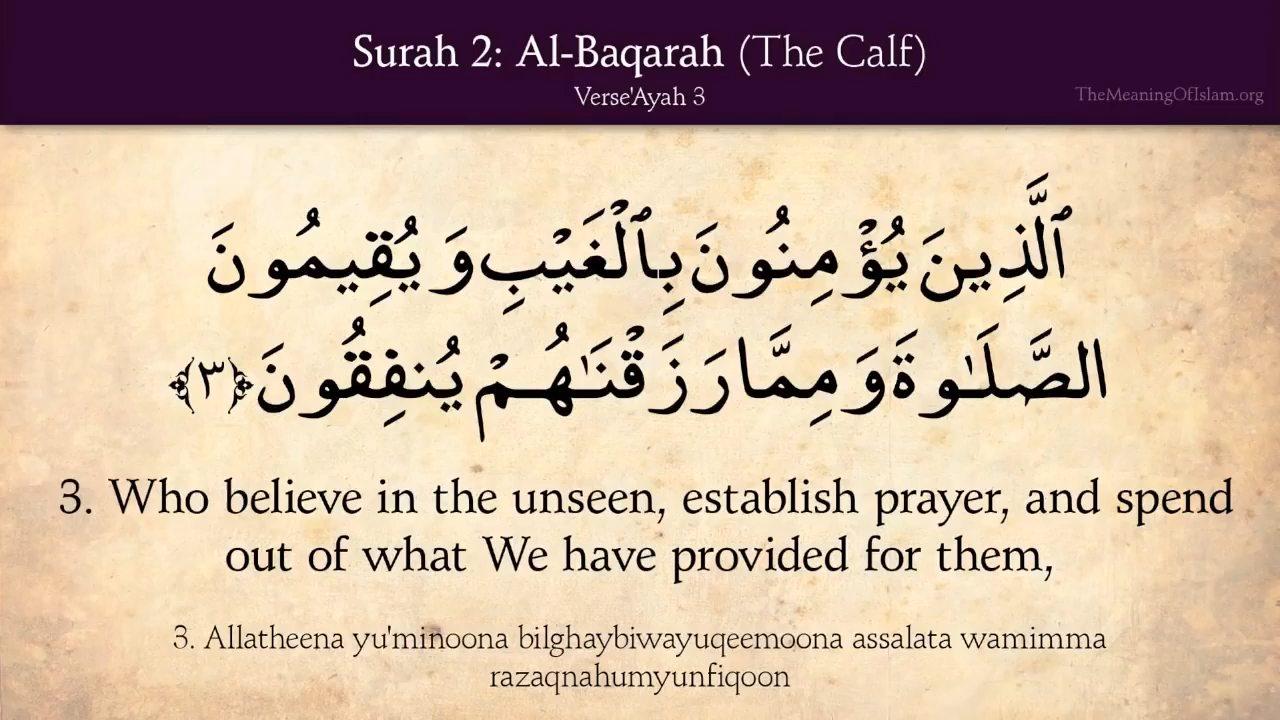 Surah 2: Al-Baqarah (The Calf)
Verse'Ayah 3
TheMeaningOfIslam.org
ٱلَّذِينَ يُؤْمِنُونَ بِٱلْغَيْبِ وَيُقِيمُونَ
الصَّلَـٰوةَ وَمِمَّا رَزَقْنَـٰهُمْ يُنفِقُونَ ﴿٣﴾
3. Who believe in the unseen, establish prayer, and spend
out of what We have provided for them,
3. Allatheena yu'minoona bilghaybiwayuqeemoona assalata wamimma
razaqnahumyunfiqoon